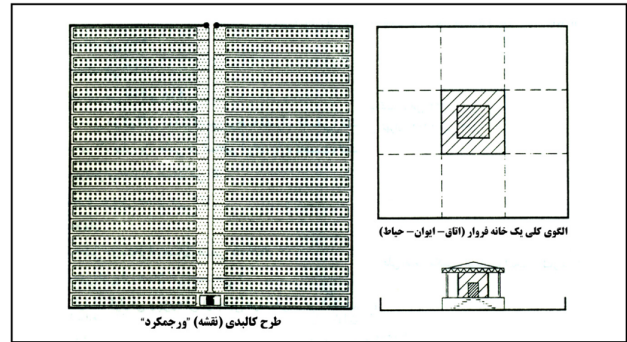 الگوی کلی یک خانه فروار (اتاق- ایوان- حیاط)
طرح کالبدی (نقشه) "ورجمکرد"